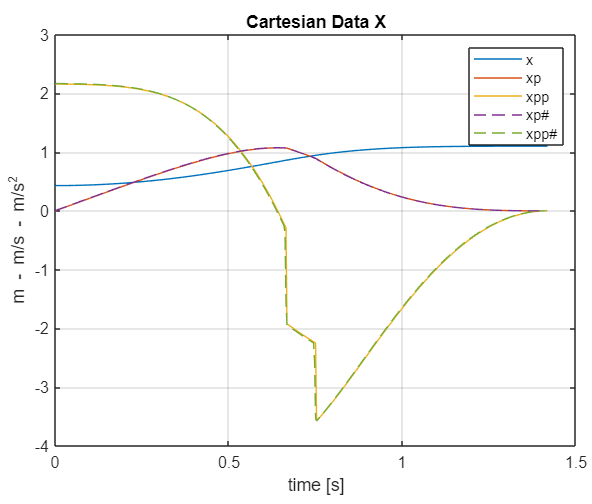 Cartesian Data X
3
2
1
0
-1
-2
-3
-4
m - m/s - m/s²
x
xp
xpp
xp#
xpp#
0
0.5
1
1.5
time [s]